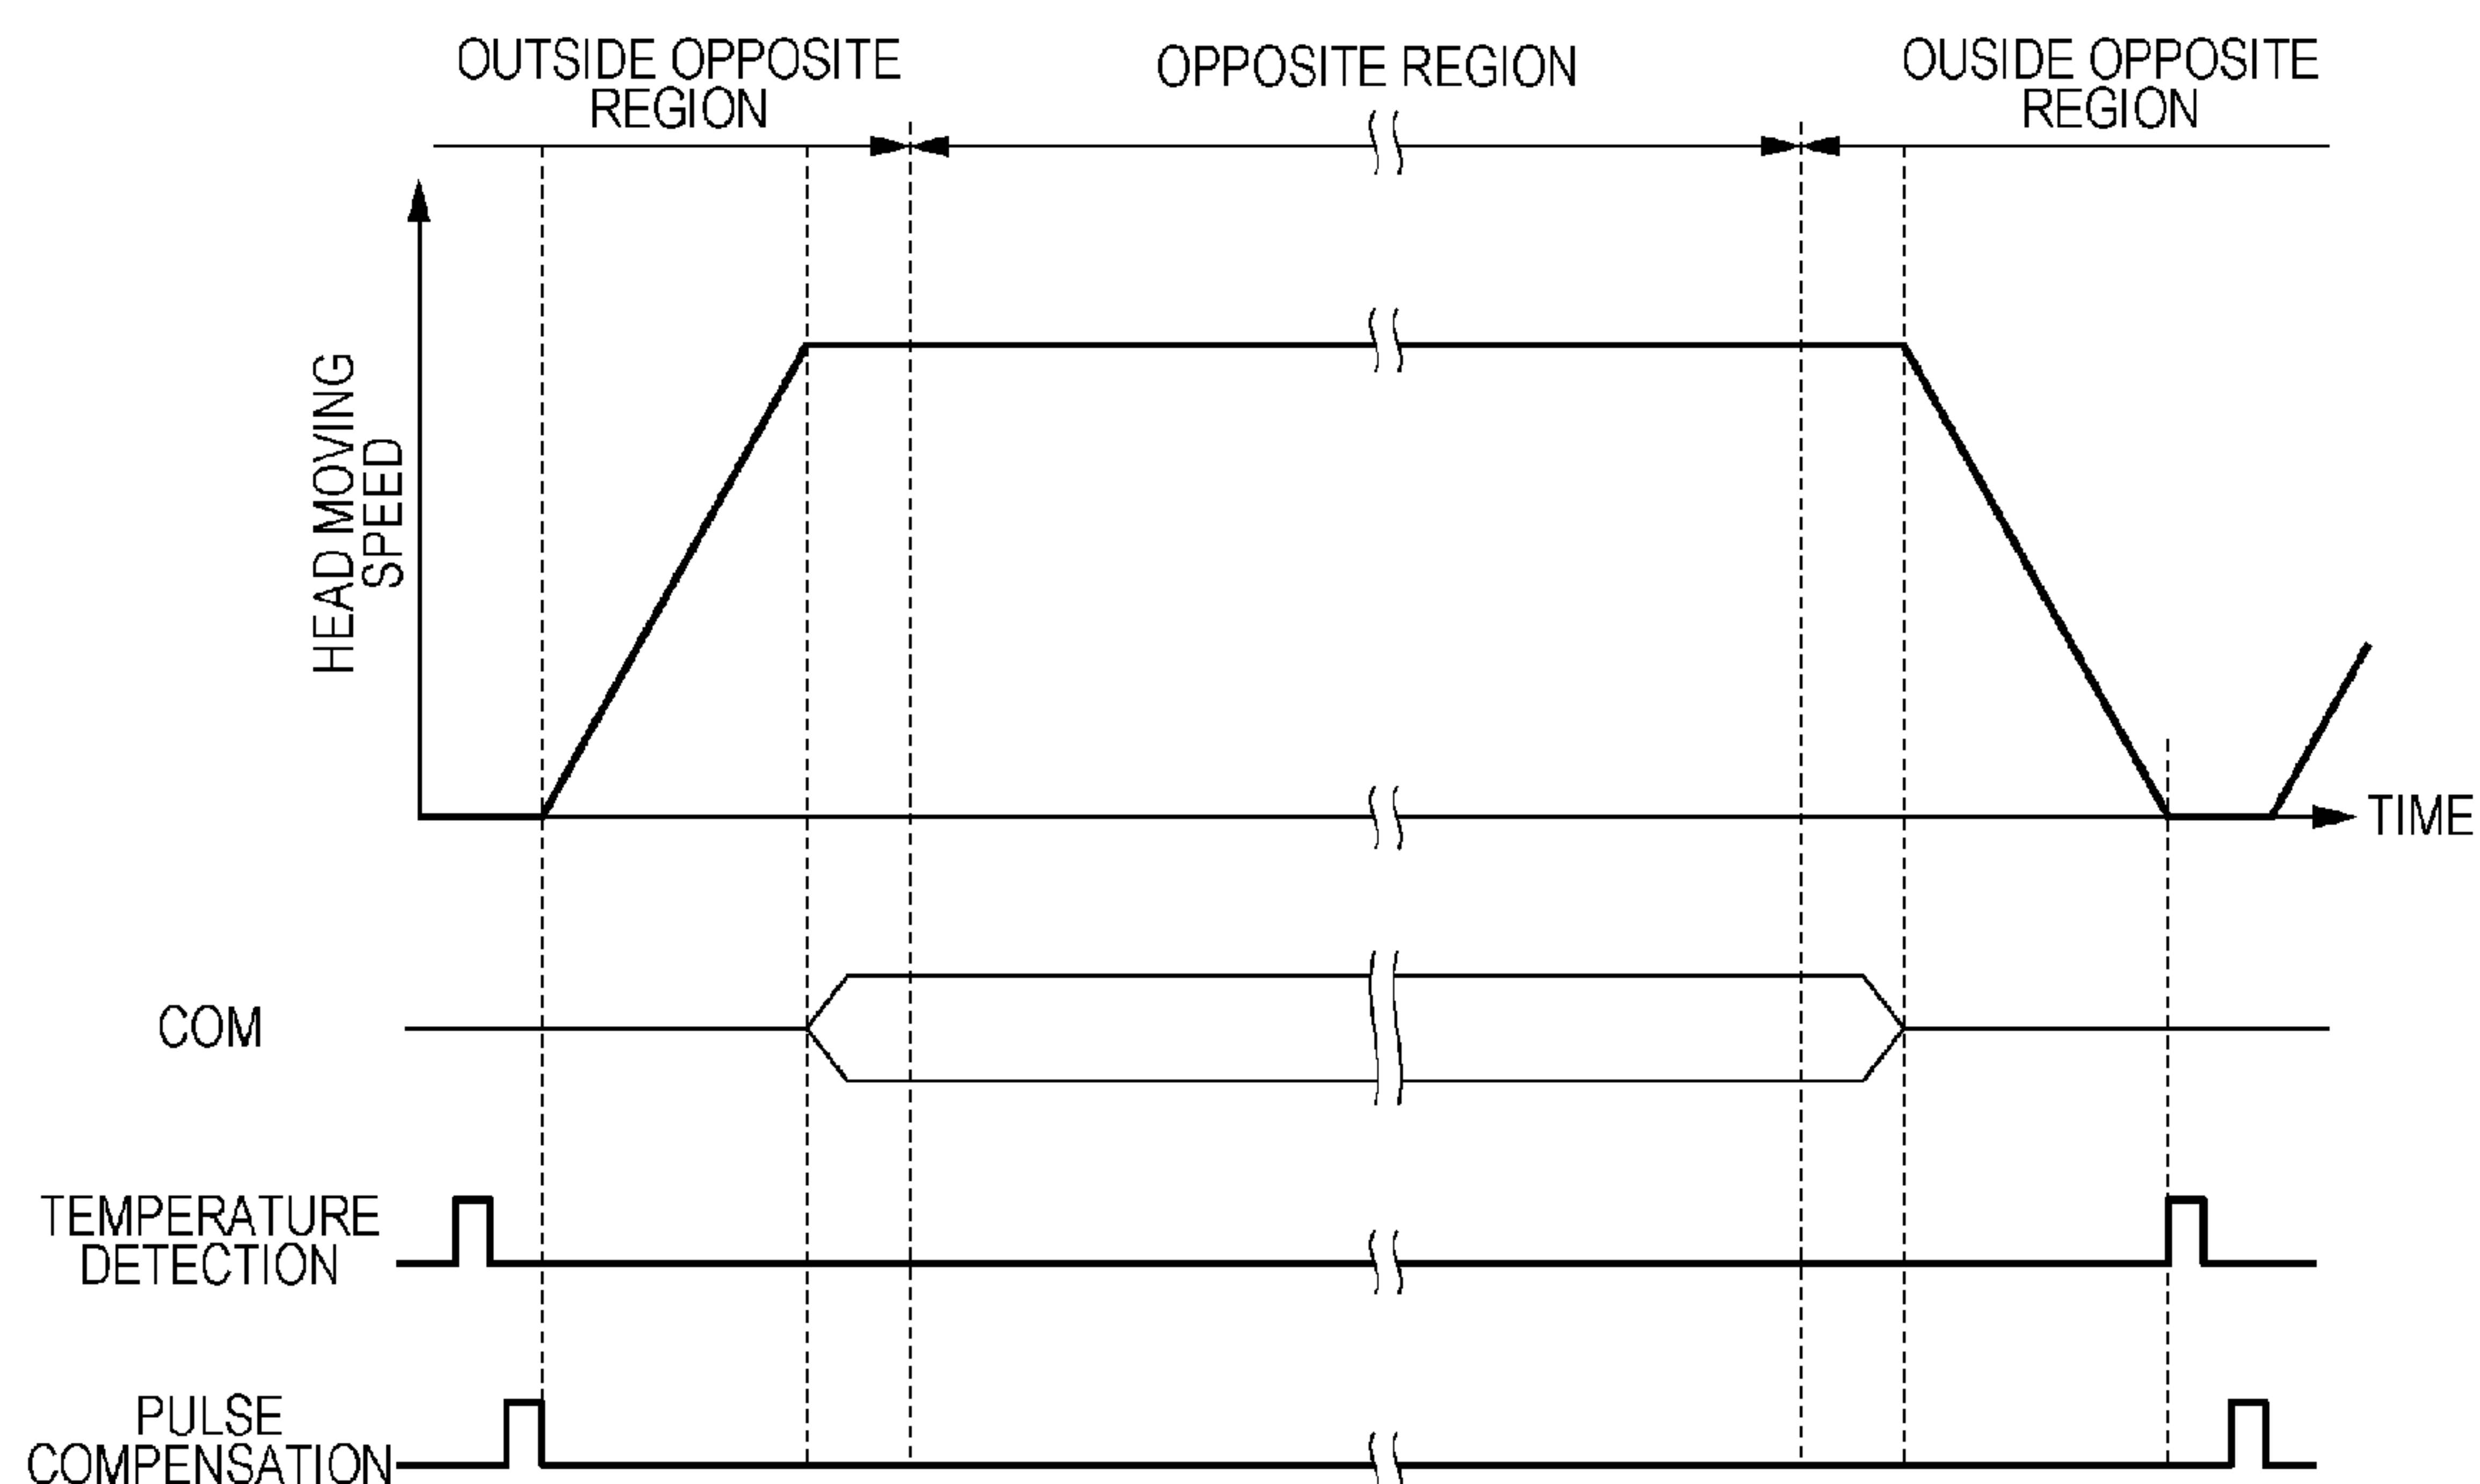 OUTSIDE OPPOSITE
REGION
OPPOSITE REGION
OUSIDE OPPOSITE
REGION
HEAD MOVING
SPEED
TIME
COM
TEMPERATURE
DETECTION
PULSE
COMPENSATION